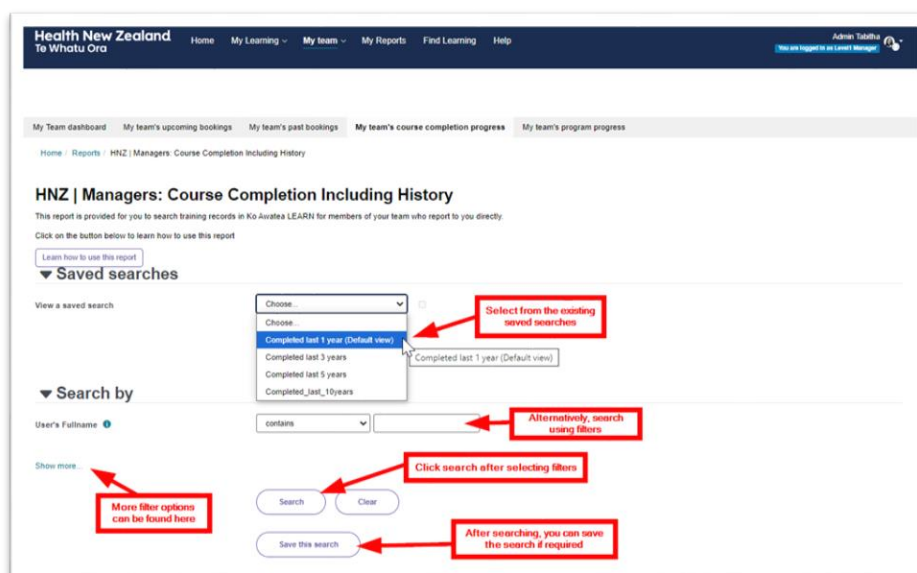 Health New Zealand
Te Whatu Ora
Home My Learning My team My Reports Find Learning Help
Admin Tabitha
You are logged in as Level1 Manager
My Team dashboard My team's upcoming bookings My team's past bookings My team's course completion progress My team's program progress
Home / Reports / HNZ | Managers: Course Completion Including History
HNZ | Managers: Course Completion Including History
This report is provided for you to search training records in Ko Awatea LEARN for members of your team who report to you directly.
Click on the button below to learn how to use this report
Learn how to use this report
Saved searches
View a saved search
Choose...
Choose...
Completed last 1 year (Default view)
Completed last 3 years
Completed last 5 years
Completed_last_10years
Completed last 1 year (Default view)
Select from the existing
saved searches
Search by
User's Fullname
contains
Alternatively, search
using filters
Show more...
More filter options
can be found here
Click search after selecting filters
Search Clear
Save this search
After searching, you can save
the search if required